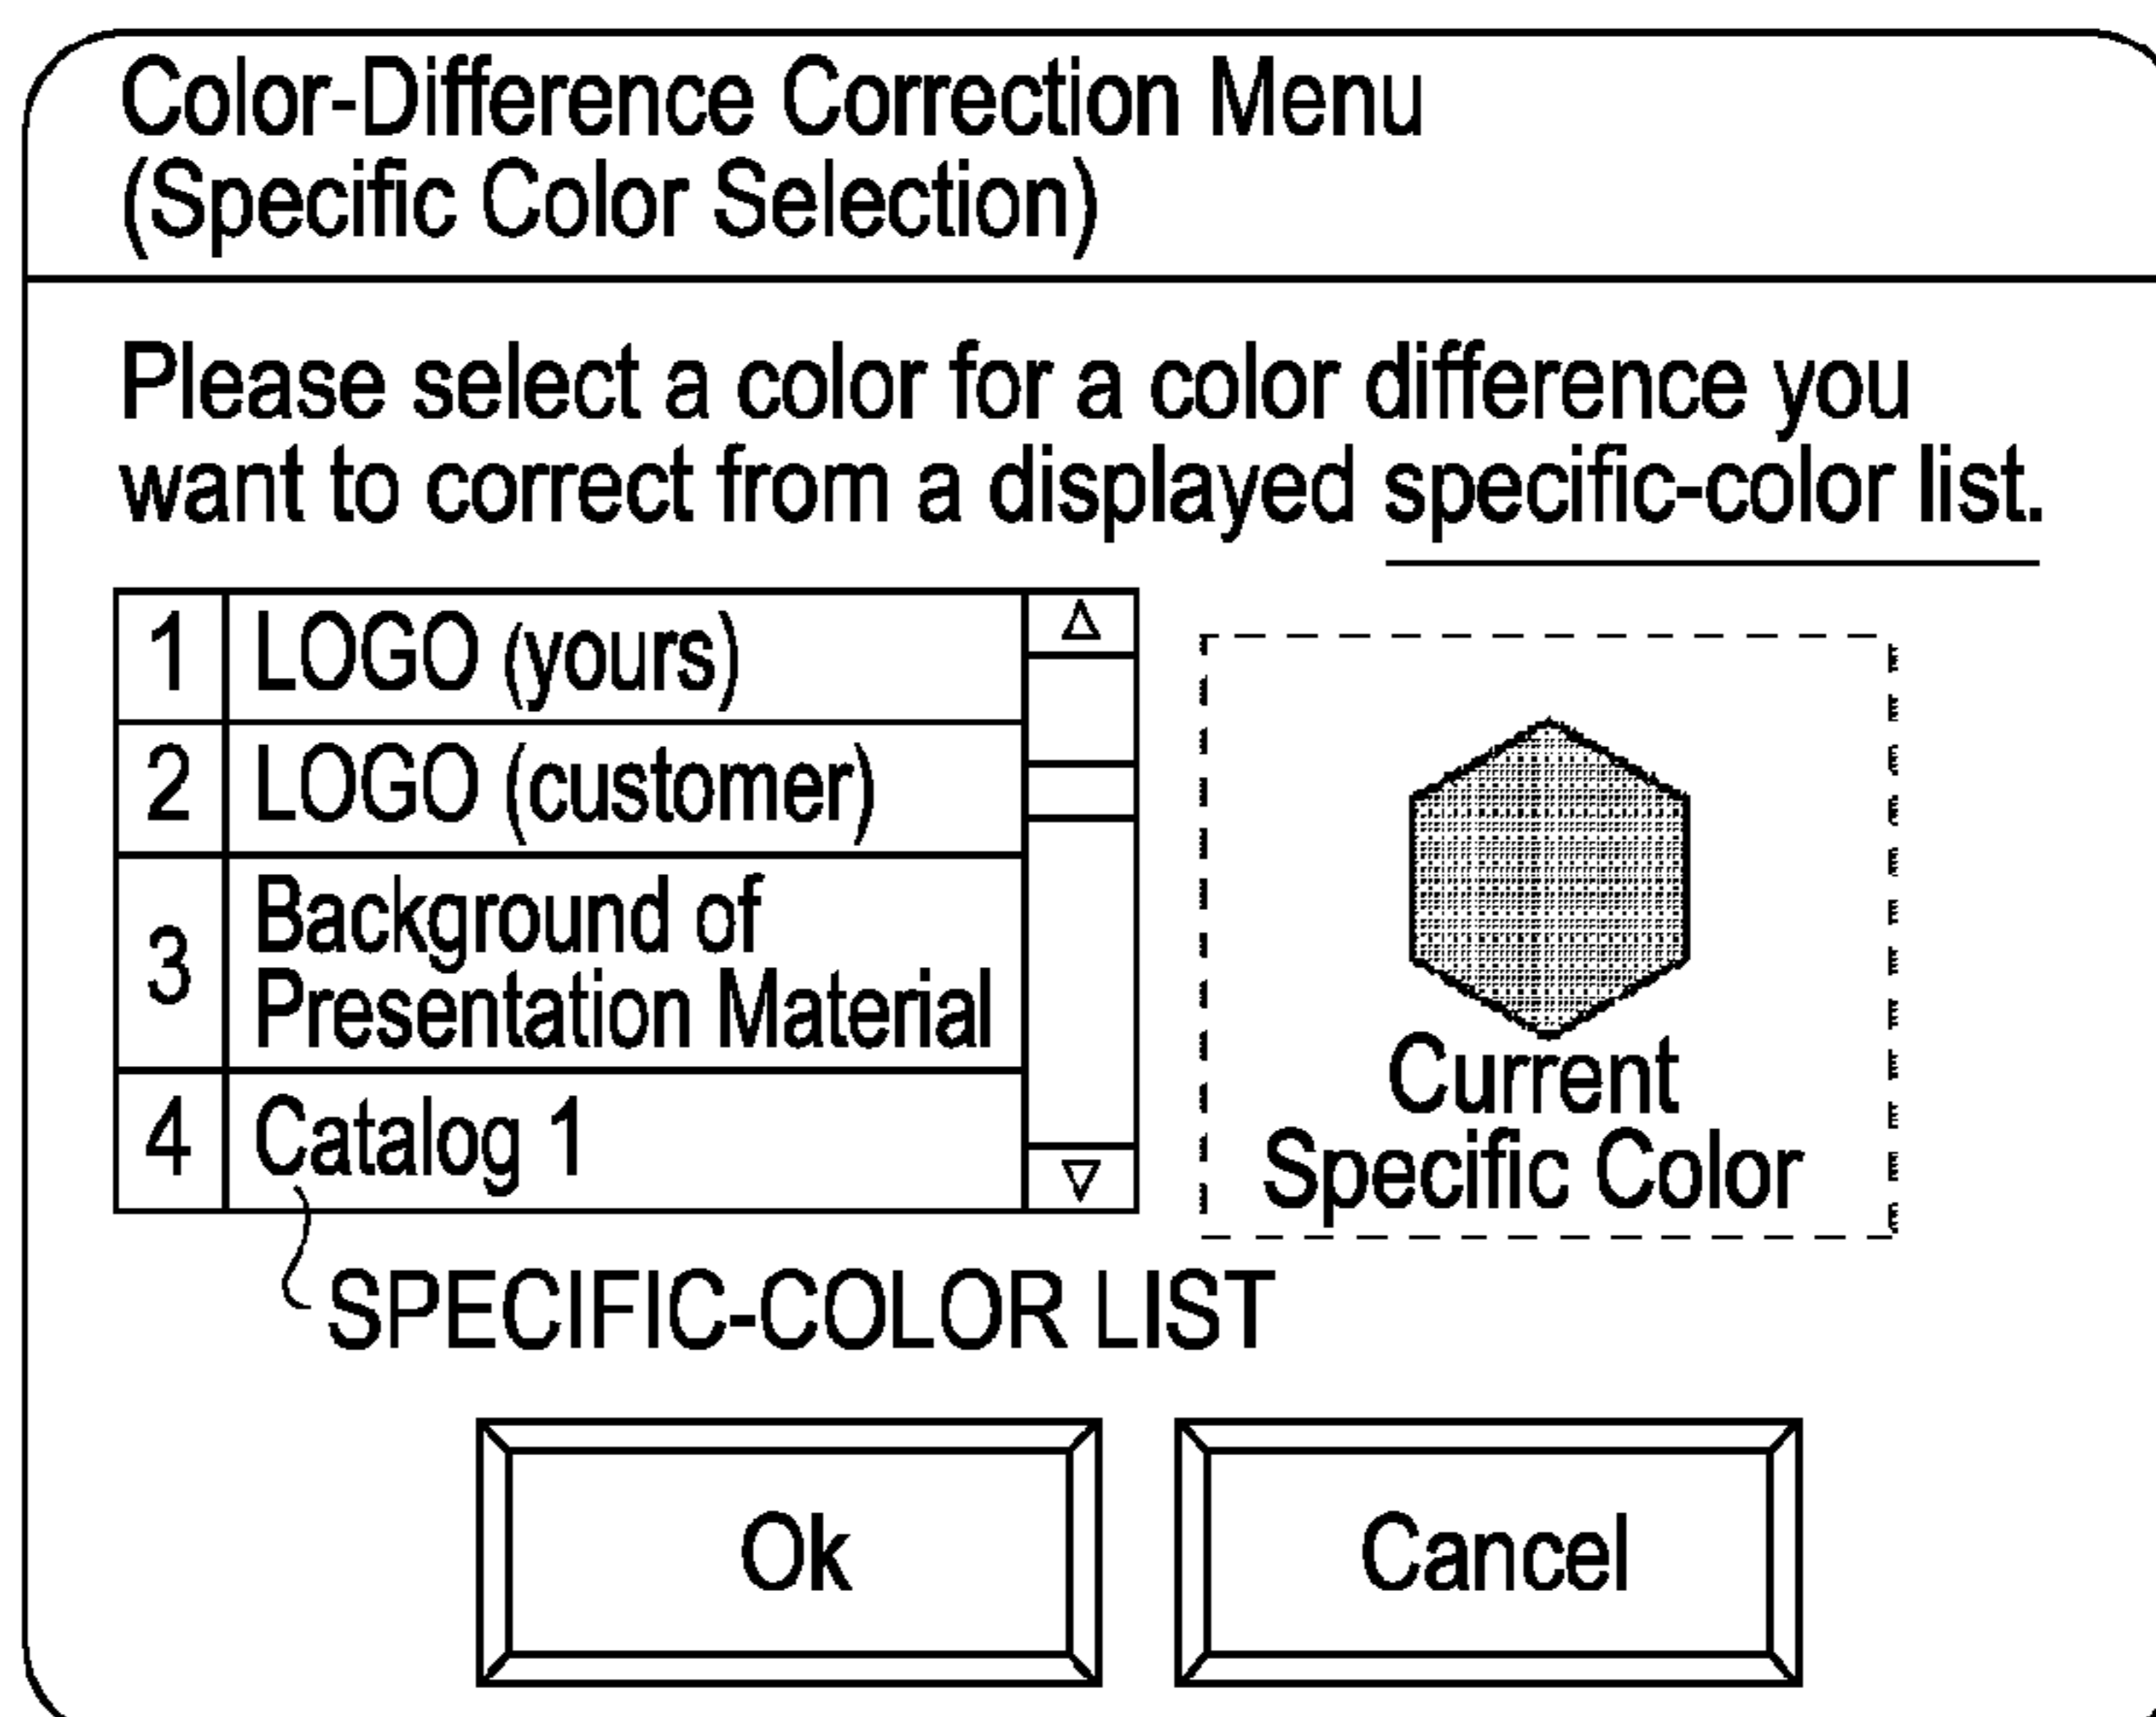 Color-Difference Correction Menu
(Specific Color Selection)
Please select a color for a color difference you
want to correct from a displayed specific-color list.
1 LOGO (yours)
2 LOGO (customer)
3 Background of
Presentation Material
4 Catalog 1
Current
Specific Color
SPECIFIC-COLOR LIST
Ok
Cancel